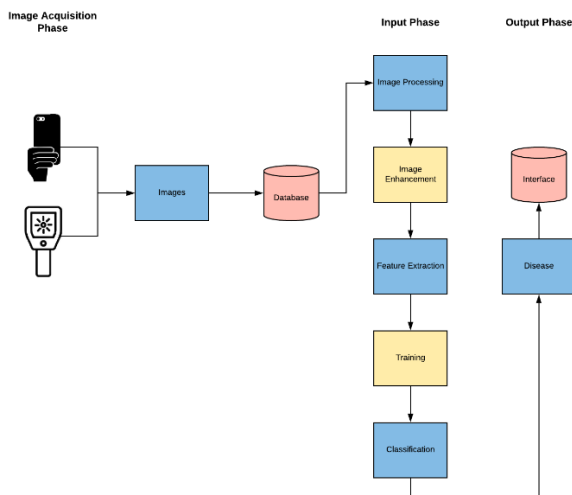 Image Acquisition
Phase
Input Phase
Output Phase
Images
Database
Image Processing
Image
Enhancement
Feature Extraction
Training
Classification
Interface
Disease